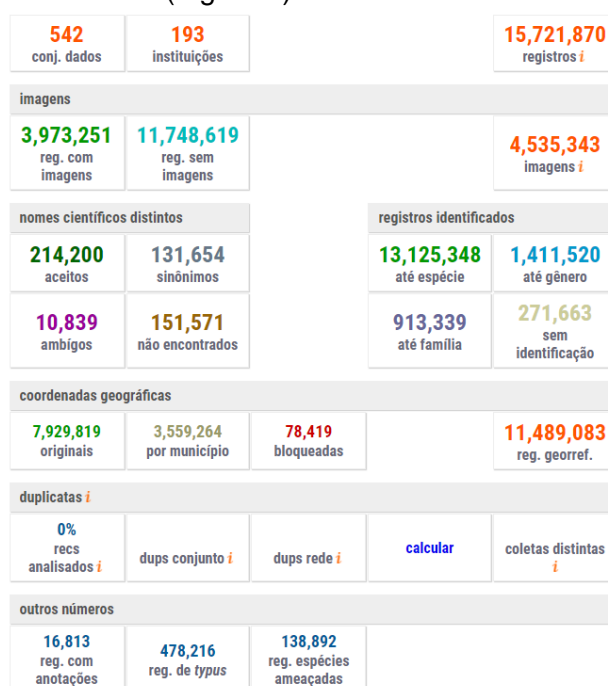 542
conj. dados
193
instituições
15,721,870
registros i
imagens
3,973,251
reg. com
imagens
11,748,619
reg. sem
imagens
4,535,343
imagens i
nomes científicos distintos
registros identificados
214,200
aceitos
131,654
sinônimos
13,125,348
até espécie
1,411,520
até gênero
10,839
ambígos
151,571
não encontrados
913,339
até família
271,663
sem
identificação
coordenadas geográficas
7,929,819
originais
3,559,264
por município
78,419
bloqueadas
11,489,083
reg. georref.
duplicatas i
0%
recs
analisados i
dups conjunto i
dups rede i
calcular
coletas distintas
i
outros números
16,813
reg. com
anotações
478,216
reg. de typus
138,892
reg. espécies
ameaçadas